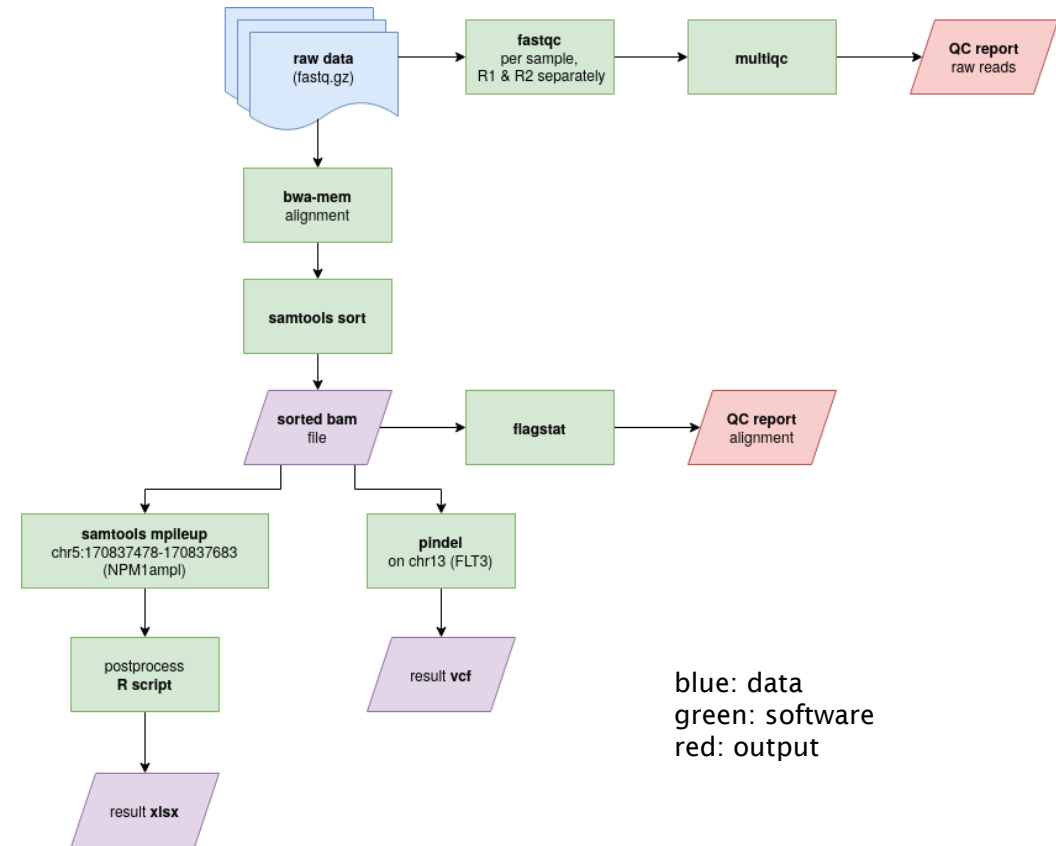 raw data
(fastq.gz)
fastqc
per sample,
R1 & R2 separately
multiqc
QC report
raw reads
bwa-mem
alignment
samtools sort
sorted bam
file
flagstat
QC report
alignment
samtools mpileup
chr5:170837478-170837683
(NPM1ampl)
pindel
on chr13 (FLT3)
postprocess
R script
result vcf
result xlsx
blue: data
green: software
red: output